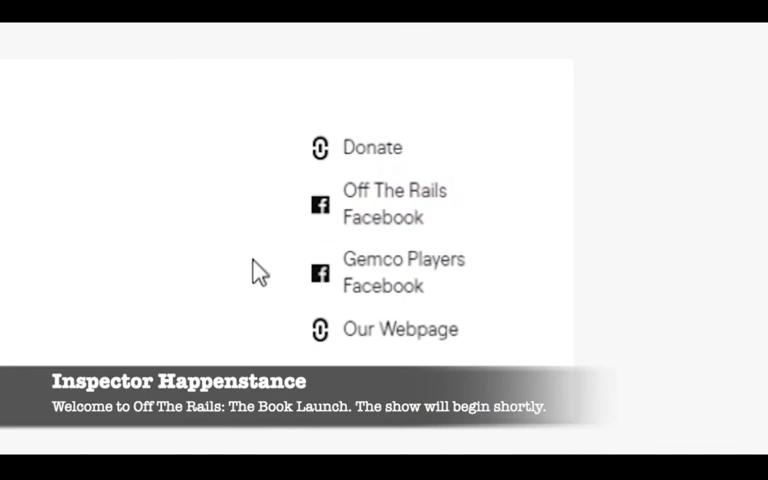 Donate
Off The Rails
Facebook
Gemco Players
Facebook
Our Webpage
Inspector Happenstance
Welcome to Off The Rails: The Book Launch. The show will begin shortly.